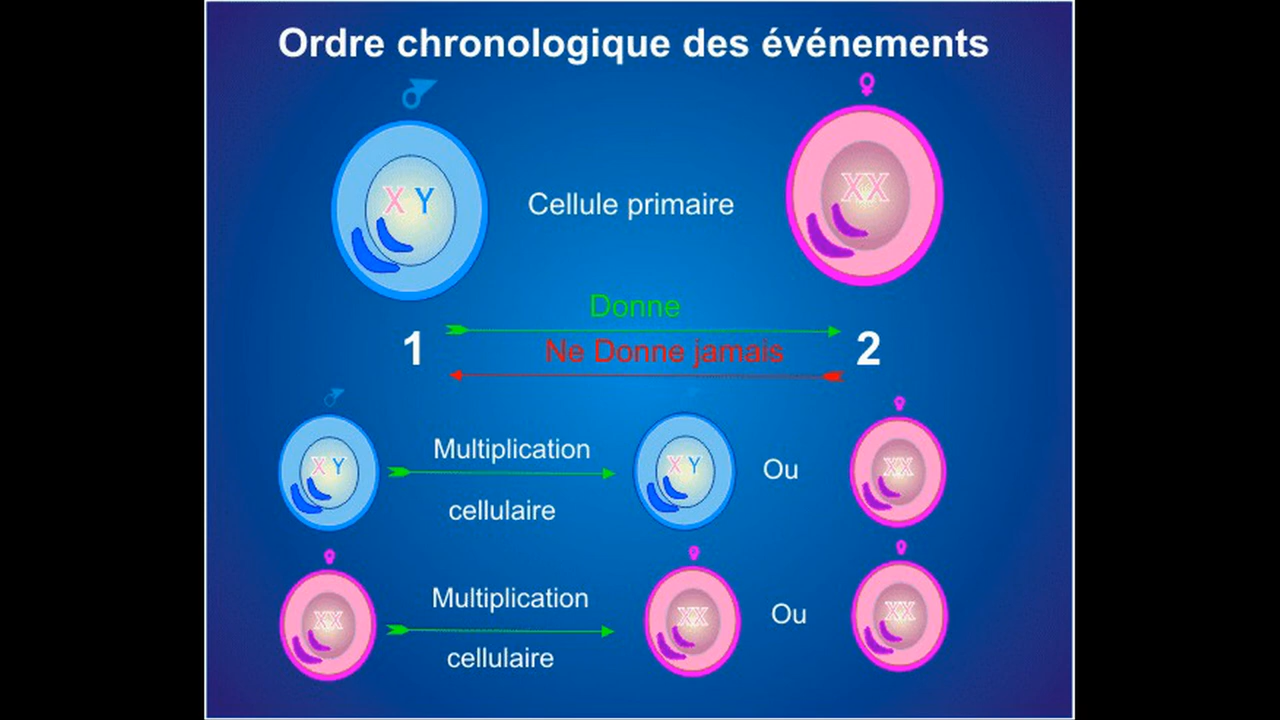 Ordre chronologique des événements
X Y
Cellule primaire
XX
Donne
1
2
Ne Donne jamais
X Y
Multiplication
cellulaire
X Y
Ou
XX
XX
Multiplication
cellulaire
XX
Ou
XX